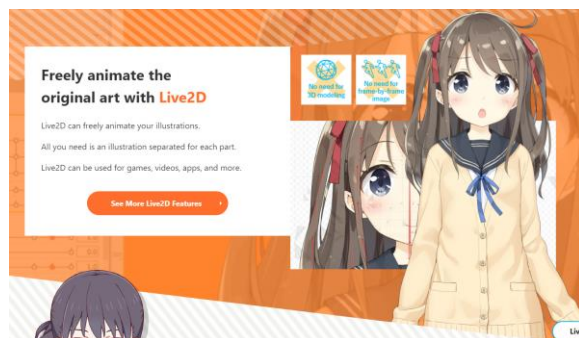 Freely animate the
original art with Live2D
Live2D can freely animate your illustrations.
All you need is an illustration separated for each part.
Live2D can be used for games, videos, apps, and more.
See More Live2D Features
No need for
3D modeling
No need for
frame-by-frame
image
Liv